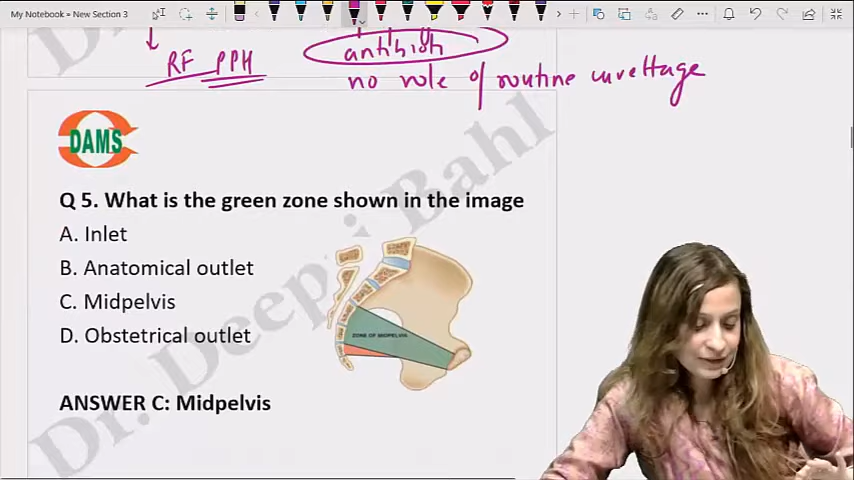 My Notebook » New Section 3
RF PPH
antibioti
no role of routine curettage
DAMS
Q 5. What is the green zone shown in the image
A. Inlet
B. Anatomical outlet
C. Midpelvis
D. Obstetrical outlet
ZONE OF MIDPELVIS
ANSWER C: Midpelvis
Dr. Deepti Bahl